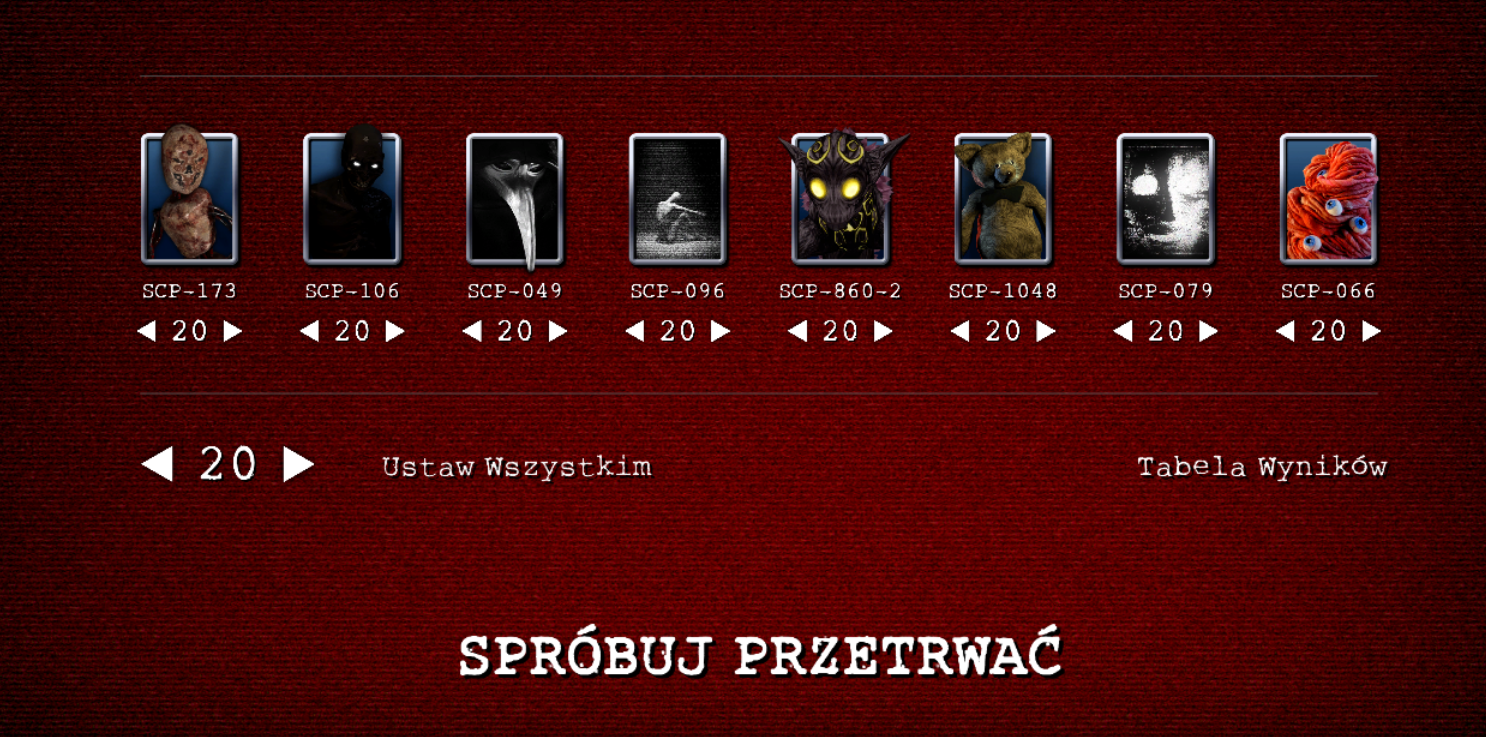 SCP-173 SCP-106 SCP-049 SCP-096 SCP-860-2 SCP-1048 SCP-079 SCP-066
20 20 20 20 20 20 20 20
20 Ustaw Wszystkim Tabela Wyników
SPRÓBUJ PRZETRWAĆ